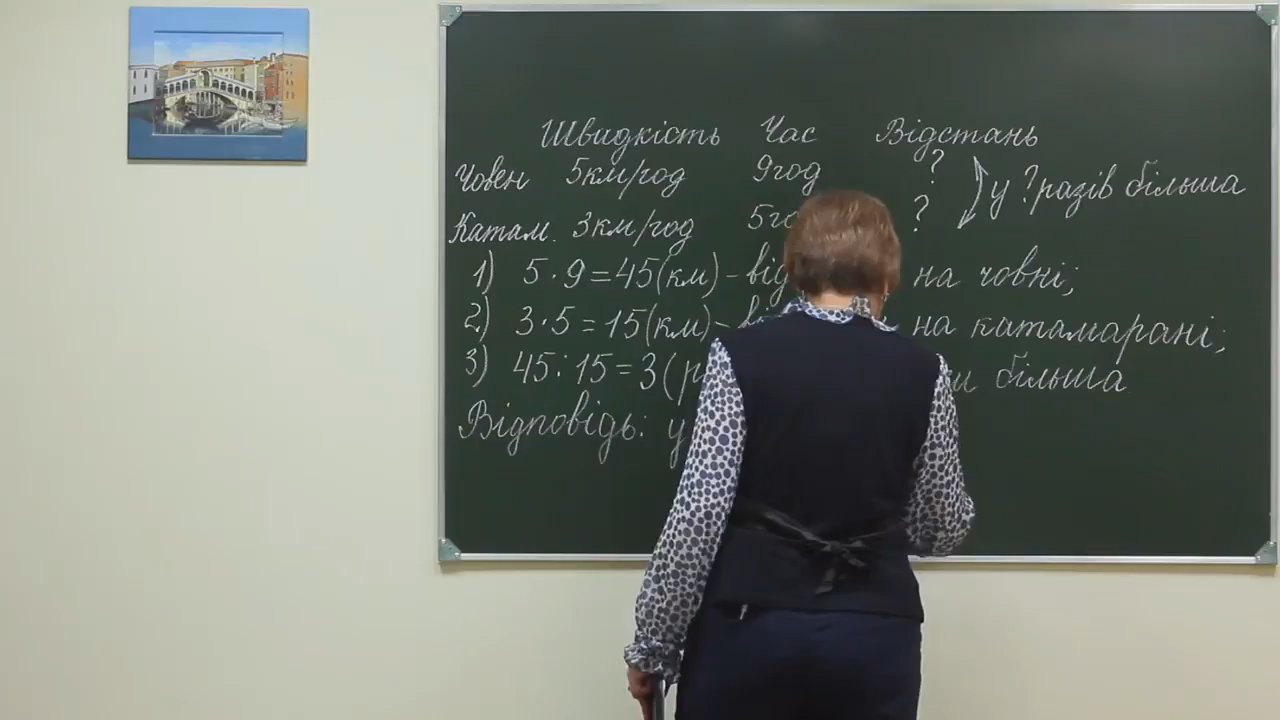 Швидкість Час Відстань
Човен 5км/год 9год ? у ? разів більша
Катам. 3км/год ?
1) 5·9=45(км)- на човні;
2) 3·5=15(км)- на катамарані;
3) 45:15=3( більша
Відповідь: у